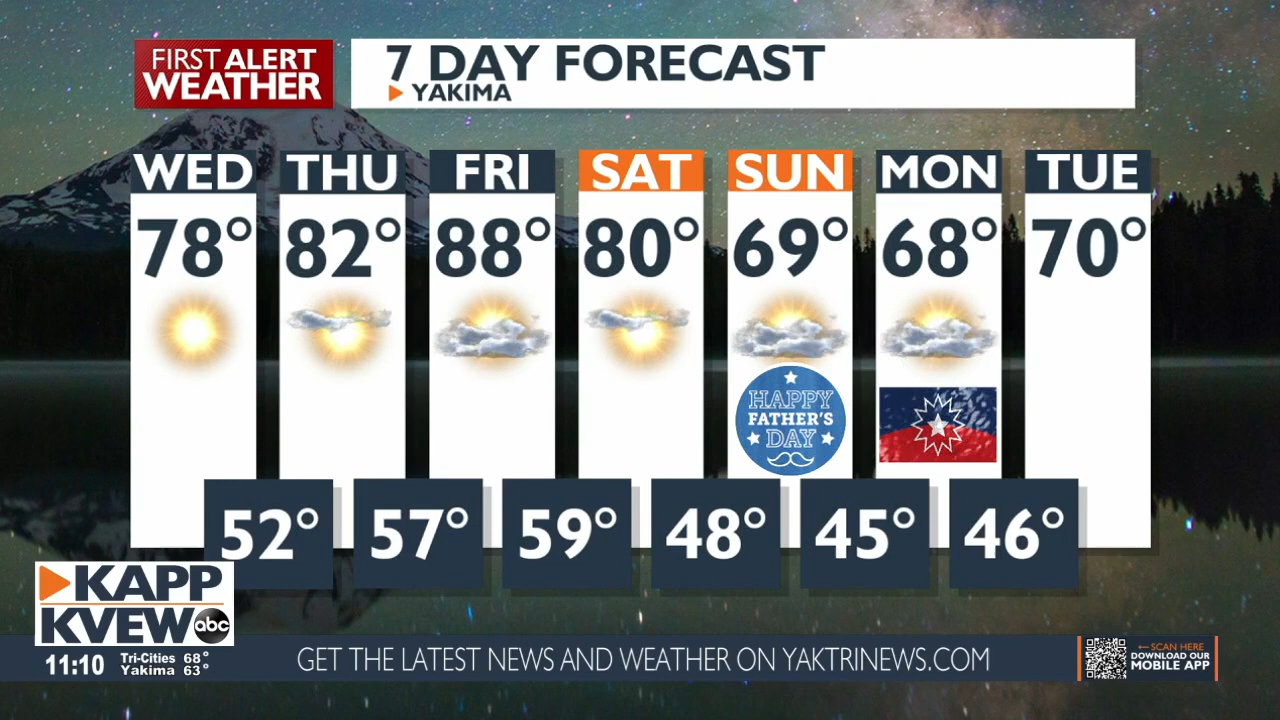 FIRST ALERT
WEATHER
7 DAY FORECAST
YAKIMA
WED THU FRI SAT SUN MON TUE
78° 82° 88° 80° 69° 68° 70°
HAPPY
FATHER'S
DAY
52° 57° 59° 48° 45° 46°
KAPP
KVEW abc
11:10
Tri-Cities 68°
Yakima 63°
GET THE LATEST NEWS AND WEATHER ON YAKTRINEWS.COM
SCAN HERE
DOWNLOAD OUR
MOBILE APP